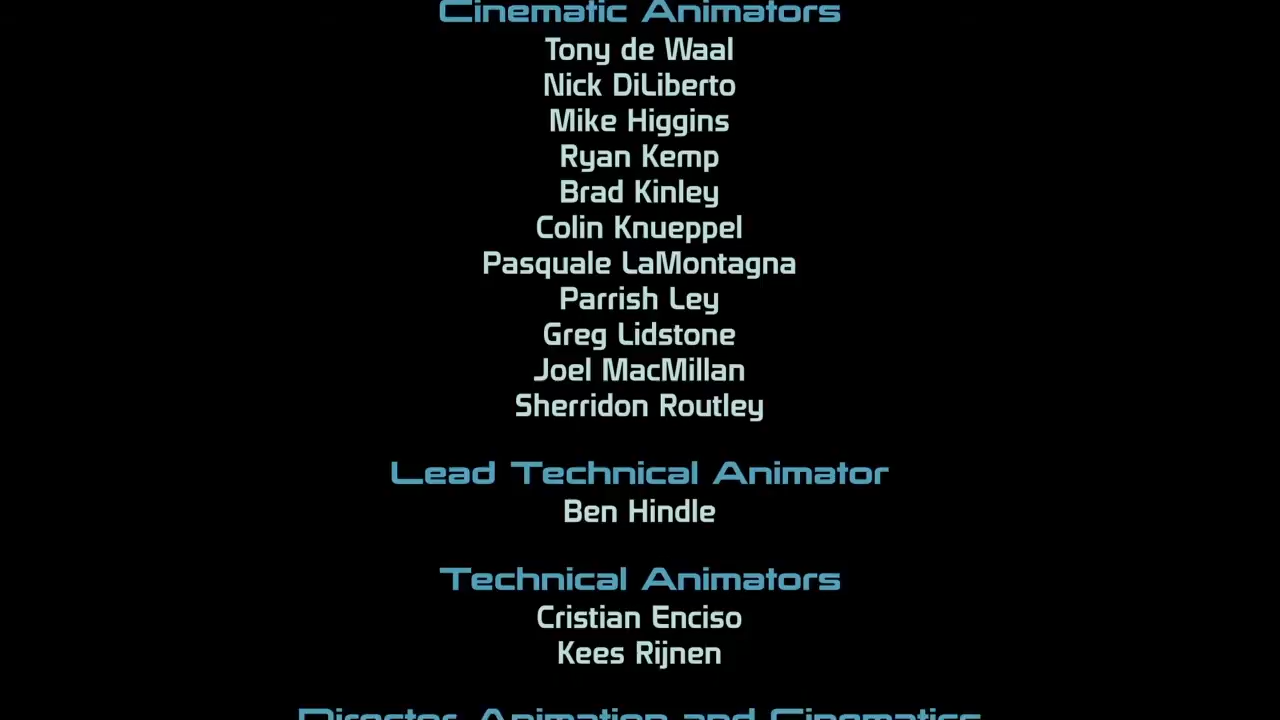 Cinematic Animators
Tony de Waal
Nick DiLiberto
Mike Higgins
Ryan Kemp
Brad Kinley
Colin Knueppel
Pasquale LaMontagna
Parrish Ley
Greg Lidstone
Joel MacMillan
Sherridon Routley
Lead Technical Animator
Ben Hindle
Technical Animators
Cristian Enciso
Kees Rijnen
Director, Animation and Cinematics